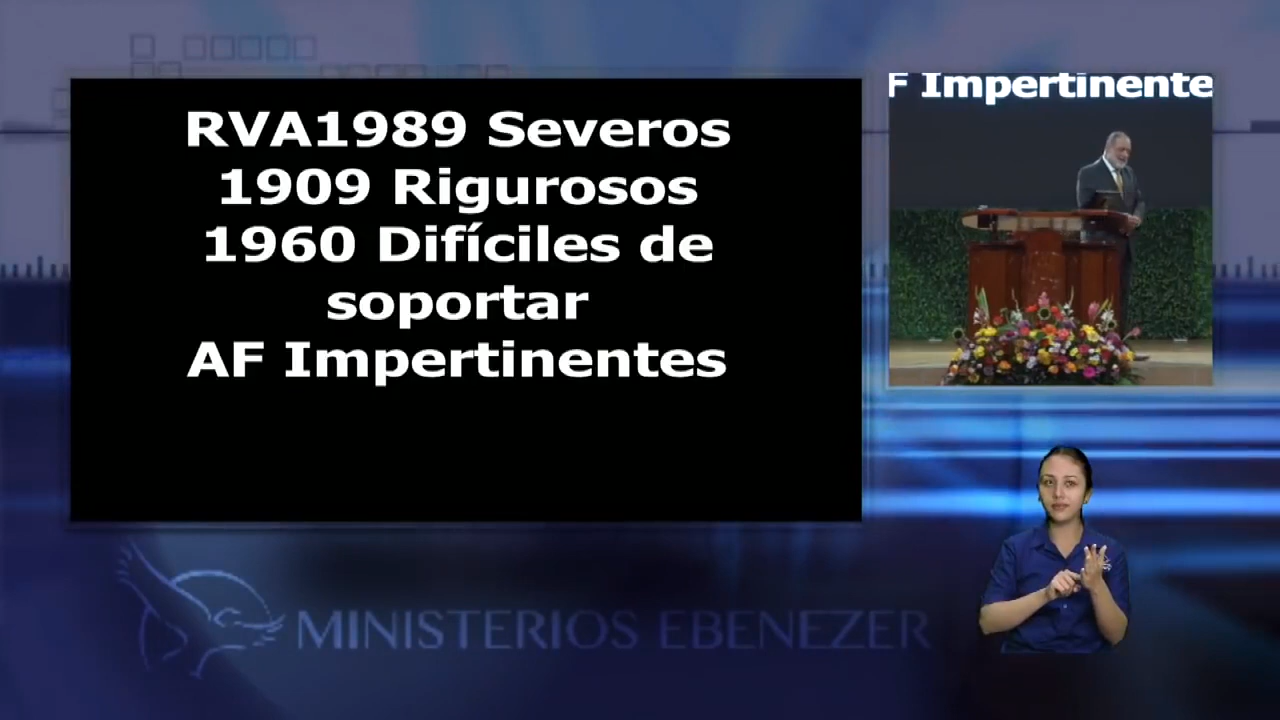 RVA1989 Severos
1909 Rigurosos
1960 Difíciles de
soportar
AF Impertinentes
F Impertinente
MINISTERIOS EBENEZER